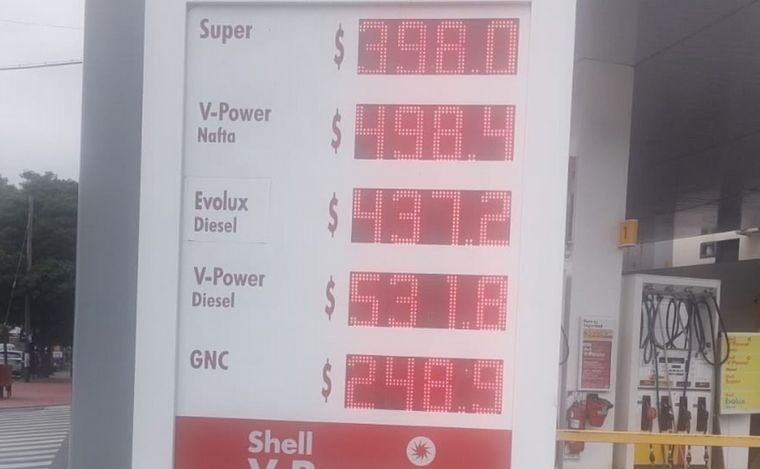 Super $ 398.0
V-Power
Nafta $ 498.4
Evolux
Diesel $ 437.2
V-Power
Diesel $ 531.8
GNC $ 248.9
Shell
1